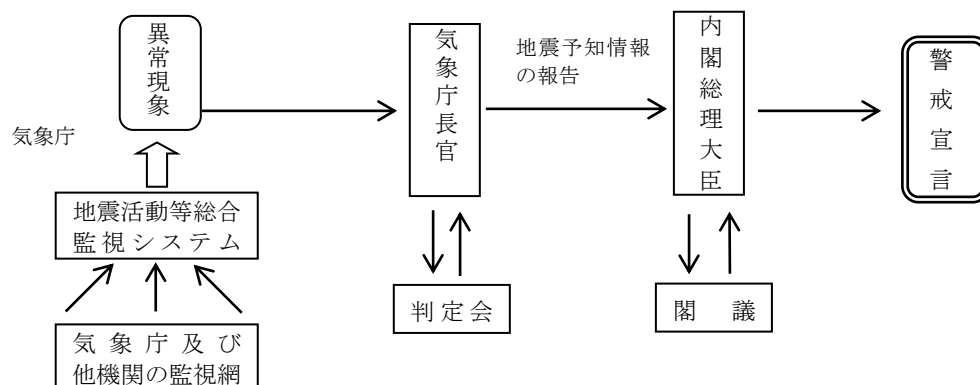 異常現象
気象庁長官
地震予知情報
の報告
内閣総理大臣
警戒宣言
気象庁
地震活動等総合
監視システム
判定会
閣　議
気象庁及び
他機関の監視網